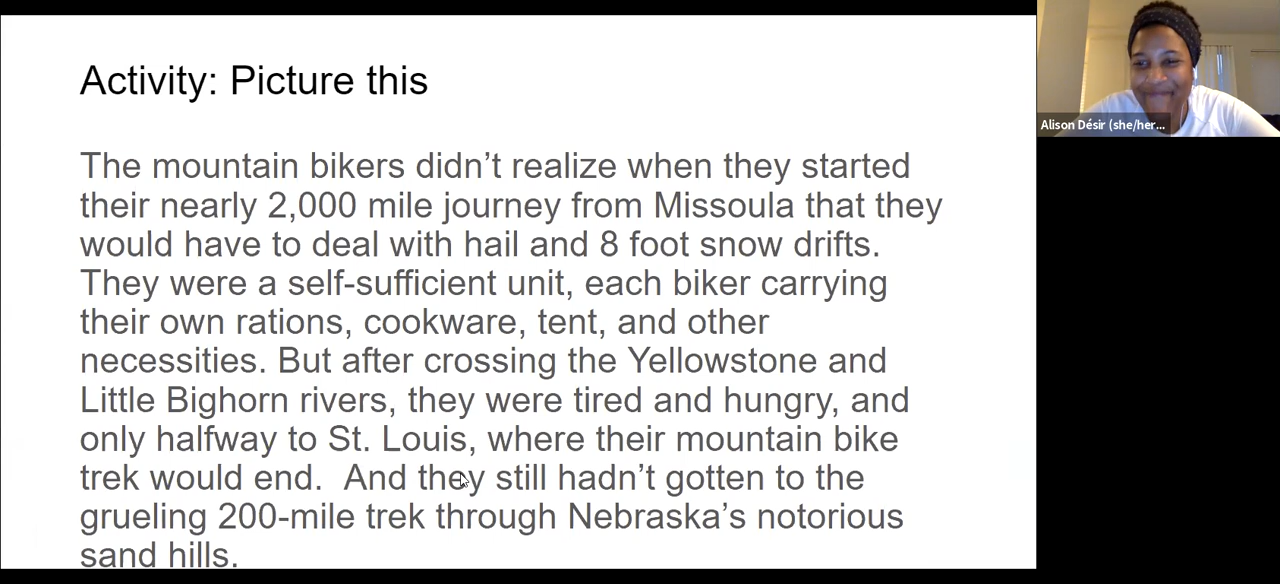 Activity: Picture this
The mountain bikers didn’t realize when they started
their nearly 2,000 mile journey from Missoula that they
would have to deal with hail and 8 foot snow drifts.
They were a self-sufficient unit, each biker carrying
their own rations, cookware, tent, and other
necessities. But after crossing the Yellowstone and
Little Bighorn rivers, they were tired and hungry, and
only halfway to St. Louis, where their mountain bike
trek would end.  And they still hadn’t gotten to the
grueling 200-mile trek through Nebraska’s notorious
sand hills.
Alison Désir (she/her...